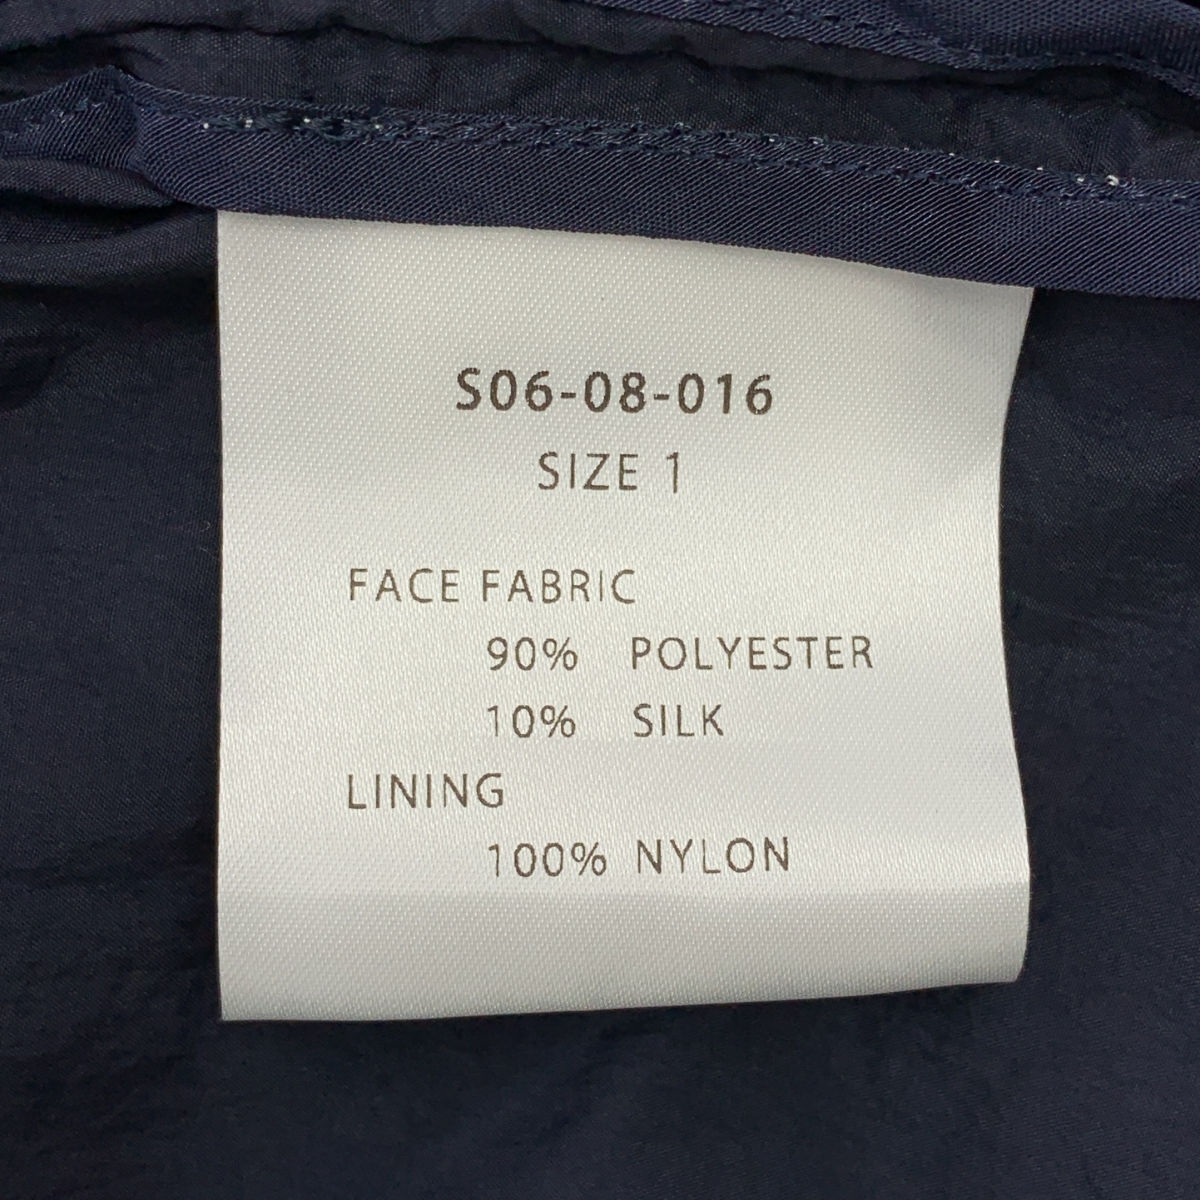 S06-08-016
SIZE 1
FACE FABRIC
90% POLYESTER
10% SILK
LINING
100% NYLON